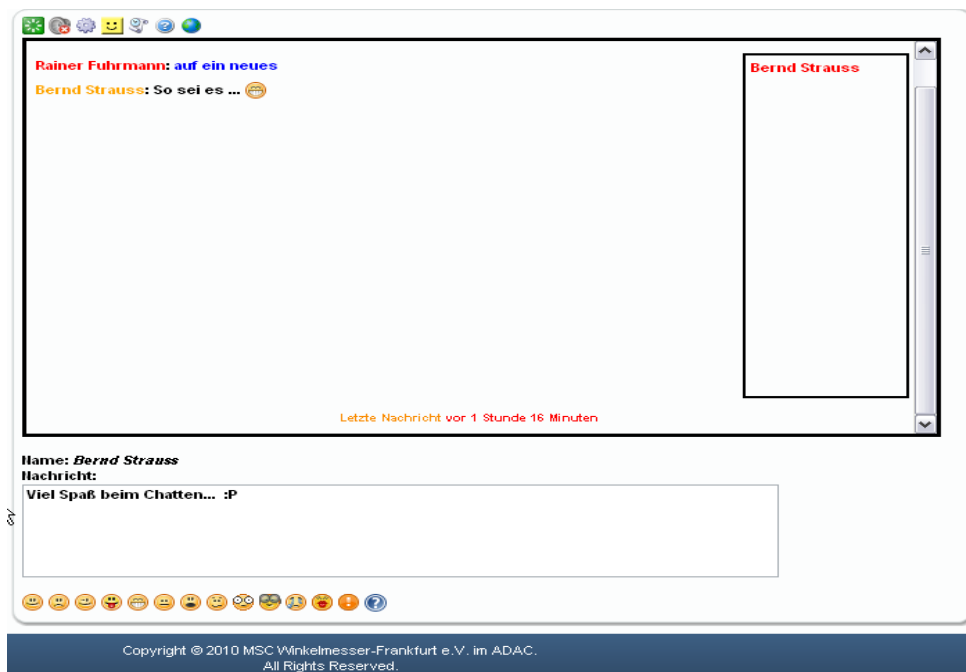 Rainer Fuhrmann: auf ein neues
Bernd Strauss: So sei es ...
Bernd Strauss
Letzte Nachricht vor 1 Stunde 16 Minuten
Name: Bernd Strauss
Nachricht:
Viel Spaß beim Chatten... :P
Copyright © 2010 MSC Winkelmesser-Frankfurt e.V. im ADAC.
All Rights Reserved.